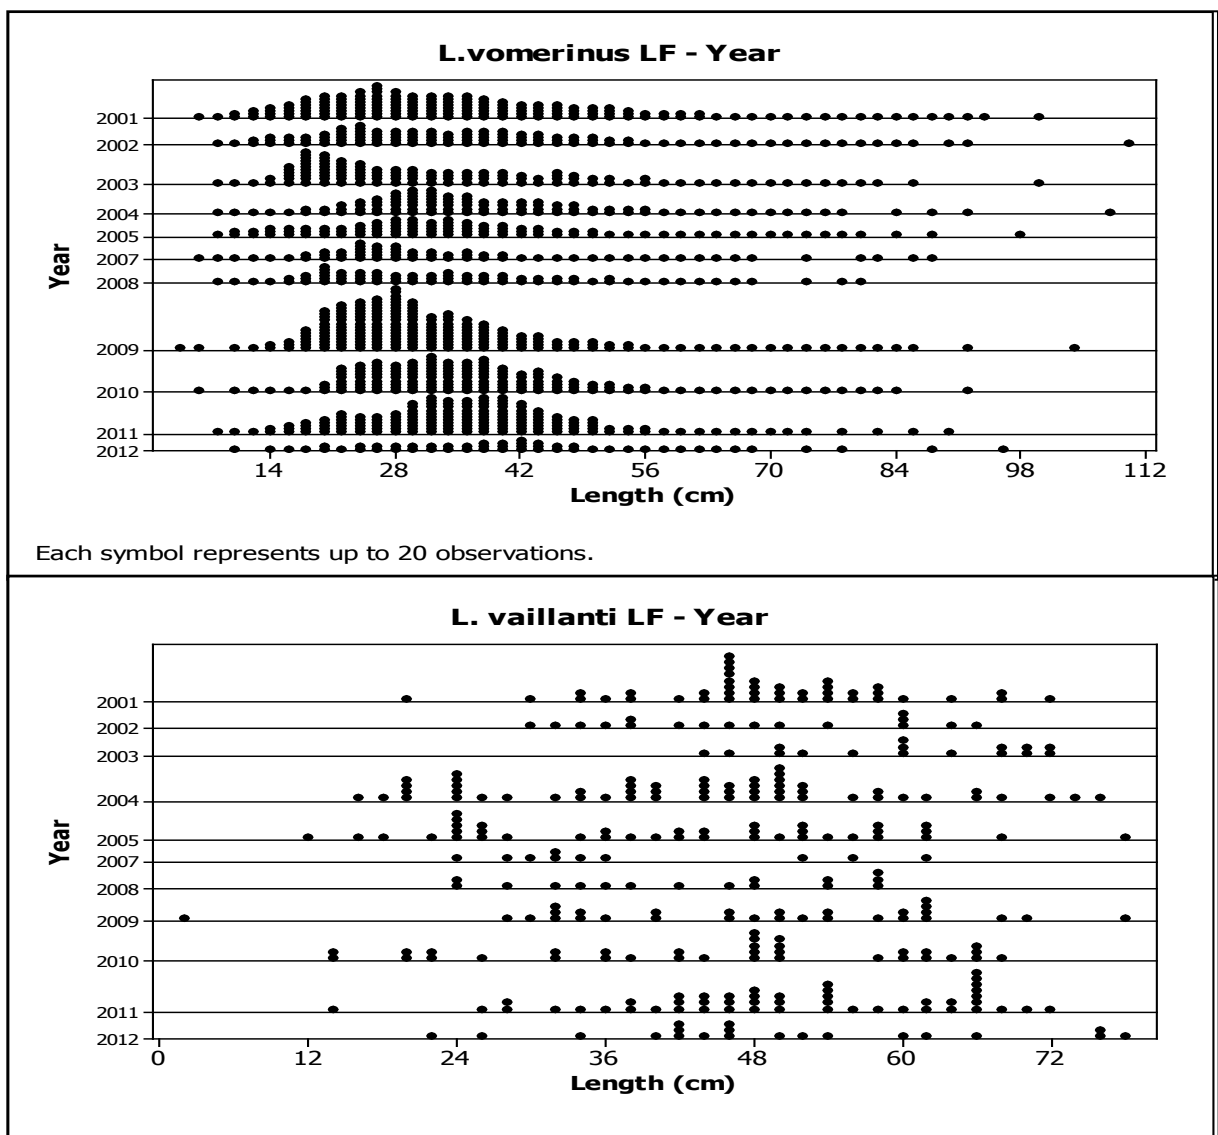 L.vomerinus LF - Year
Year
2001
2002
2003
2004
2005
2007
2008
2009
2010
2011
2012
14 28 42 56 70 84 98 112
Length (cm)
Each symbol represents up to 20 observations.
L. vaillanti LF - Year
Year
2001
2002
2003
2004
2005
2007
2008
2009
2010
2011
2012
0 12 24 36 48 60 72
Length (cm)